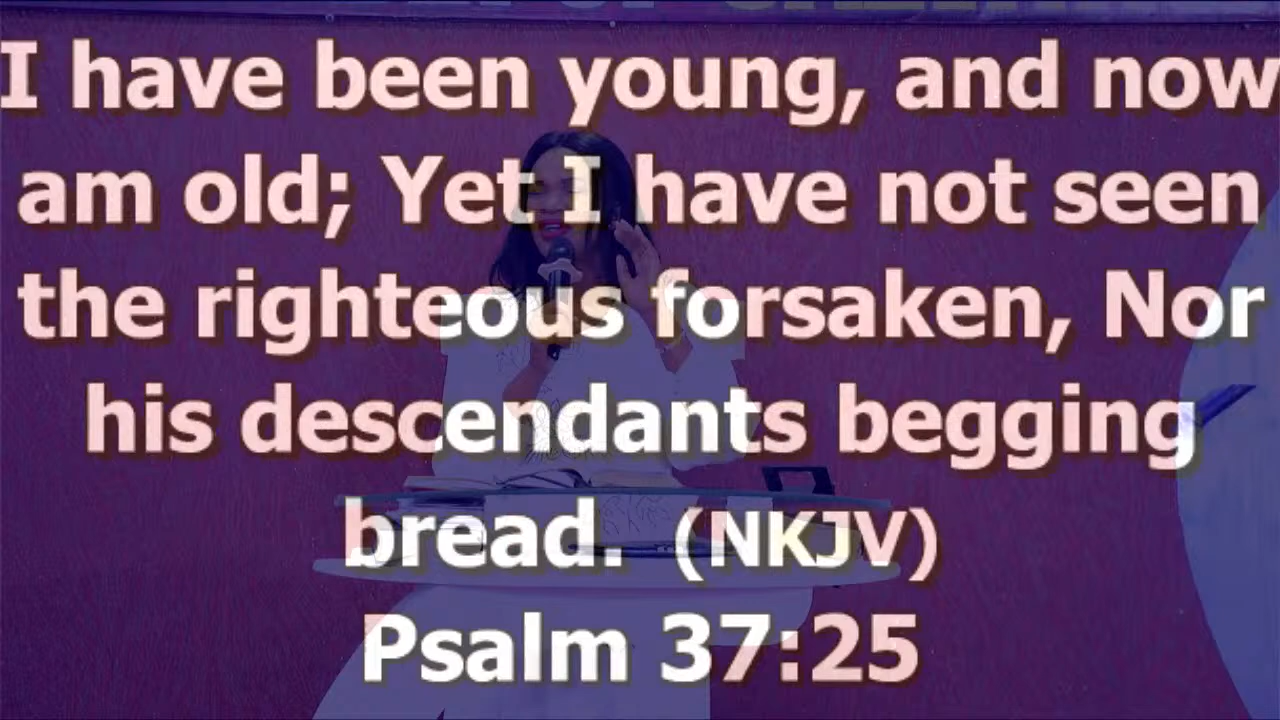 I have been young, and now
am old; Yet I have not seen
the righteous forsaken, Nor
his descendants begging
bread. (NKJV)
Psalm 37:25